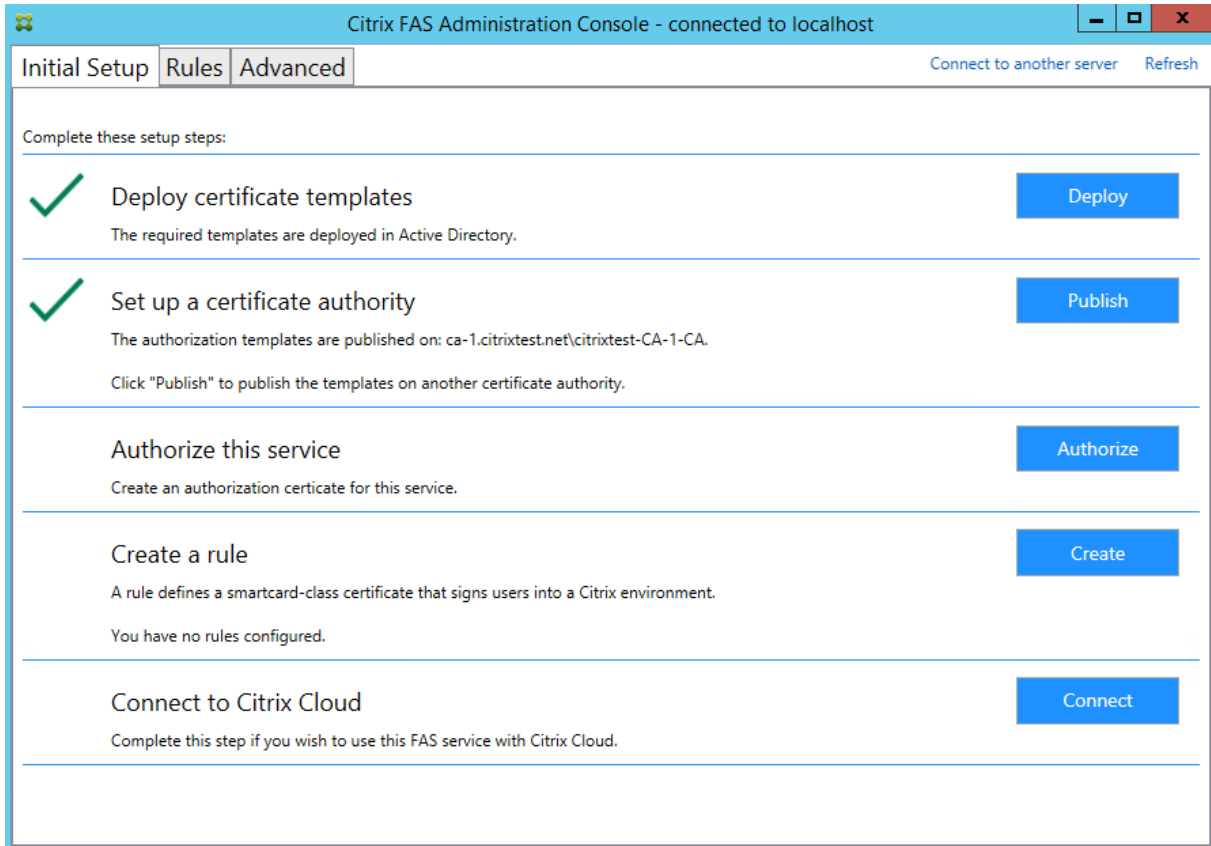 Citrix FAS Administration Console - connected to localhost
Initial Setup Rules Advanced Connect to another server Refresh
Complete these setup steps:
Deploy certificate templates Deploy
The required templates are deployed in Active Directory.
Set up a certificate authority Publish
The authorization templates are published on: ca-1.citrixtest.net\citrixtest-CA-1-CA.
Click "Publish" to publish the templates on another certificate authority.
Authorize this service Authorize
Create an authorization certicate for this service.
Create a rule Create
A rule defines a smartcard-class certificate that signs users into a Citrix environment.
You have no rules configured.
Connect to Citrix Cloud Connect
Complete this step if you wish to use this FAS service with Citrix Cloud.